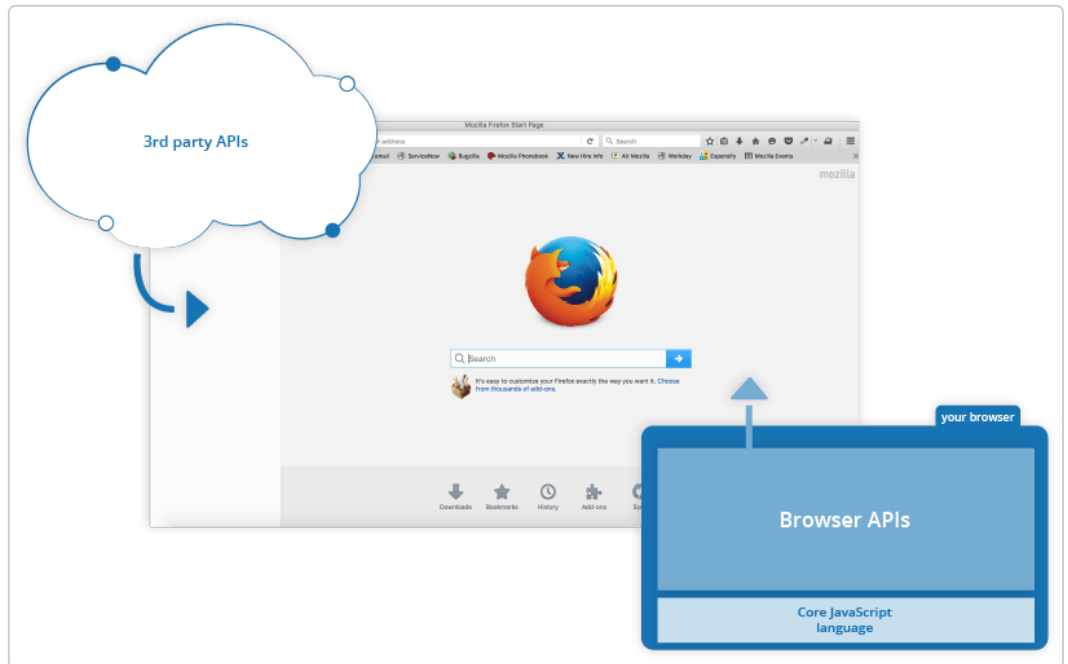 3rd party APIs
Mozilla Firefox Start Page
address
Search
email ServiceNow Bugzilla Mozilla Phonebook New Hire Info Air Mozilla Workday Expensify Mozilla Events
mozilla
Search
It's easy to customize your Firefox exactly the way you want it. Choose
from thousands of add-ons.
your browser
Downloads Bookmarks History Add-ons
Browser APIs
Core JavaScript
language